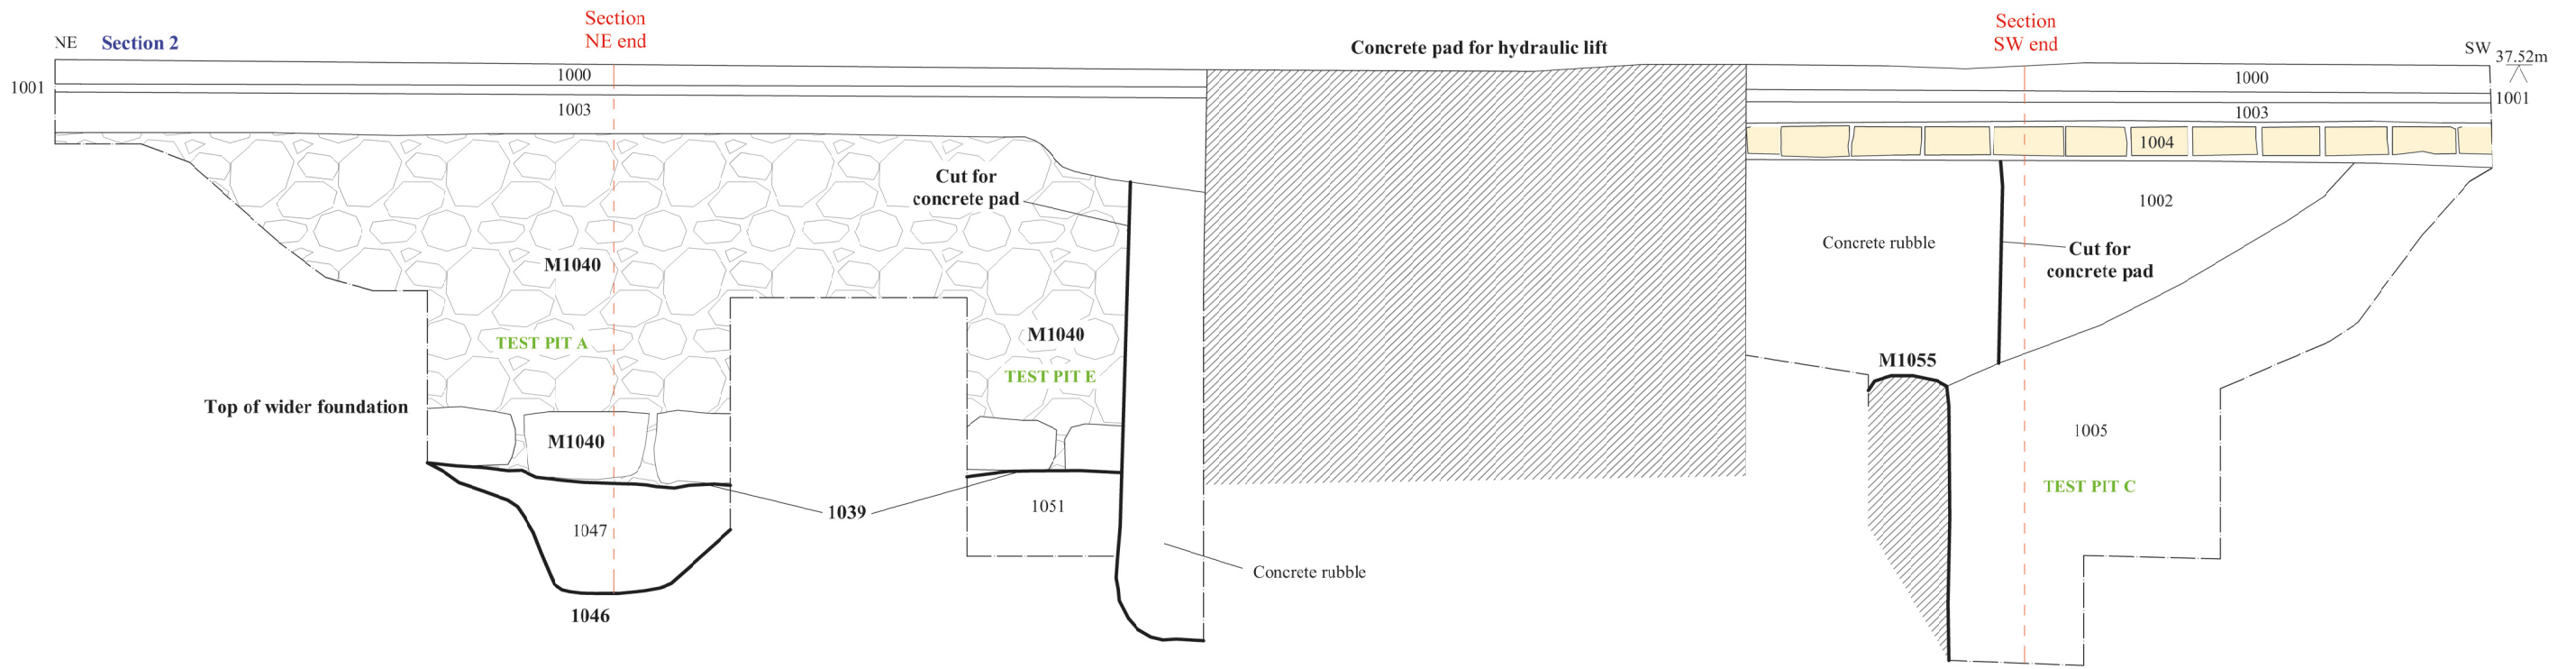 Section
NE end
Section
SW end
NE Section 2
Concrete pad for hydraulic lift
SW 37.52m
1000
1000
1001
1001
1003
1003
1004
Cut for
concrete pad
1002
Concrete rubble
Cut for
concrete pad
M1040
M1040
TEST PIT A
TEST PIT E
M1055
Top of wider foundation
M1040
1005
TEST PIT C
1039
1051
1047
Concrete rubble
1046